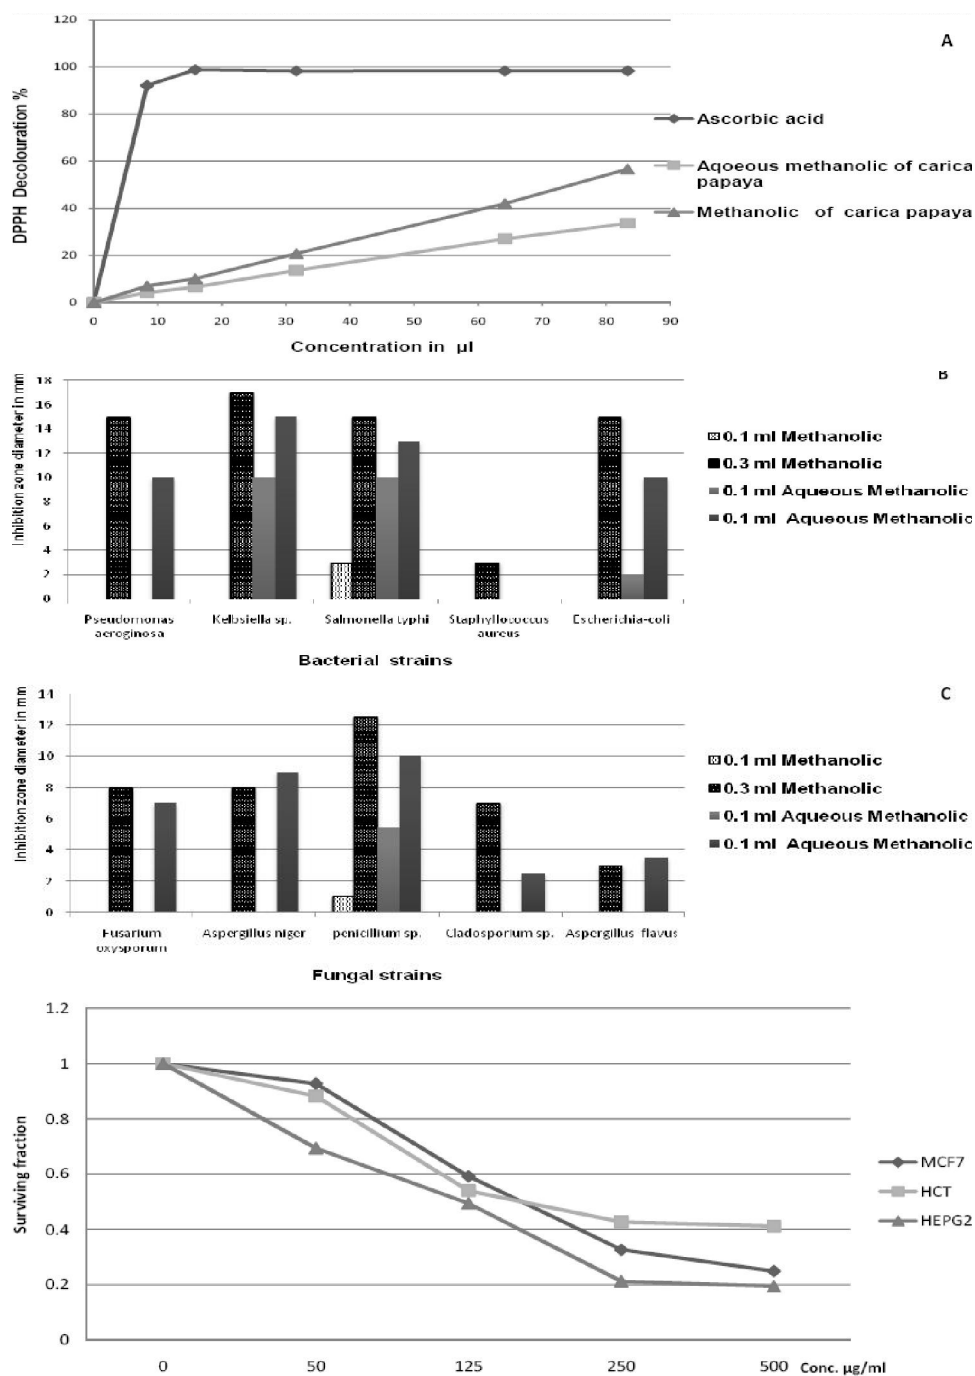 A
DPPH Decolouration %
120
100
80
60
40
20
0
0 10 20 30 40 50 60 70 80 90
Concentration in µl
Ascorbic acid
Aqoeous methanolic of carica
papaya
Methanolic of carica papaya
B
Inhibition zone diameter in mm
18
16
14
12
10
8
6
4
2
0
Pseudomonas
aeroginosa
Kelbsiella sp.
Salmonella typhi
Staphyllococcus
aureus
Escherichia-coli
Bacterial strains
0.1 ml Methanolic
0.3 ml Methanolic
0.1 ml Aqueous Methanolic
0.1 ml Aqueous Methanolic
C
Inhibition zone diameter in mm
14
12
10
8
6
4
2
0
Fusarium
oxysporum
Aspergillus niger
penicillium sp.
Cladosporium sp.
Aspergillus flavus
Fungal strains
0.1 ml Methanolic
0.3 ml Methanolic
0.1 ml Aqueous Methanolic
0.1 ml Aqueous Methanolic
Surviving fraction
1.2
1
0.8
0.6
0.4
0.2
0
0 50 125 250 500 Conc. µg/ml
MCF7
HCT
HEPG2